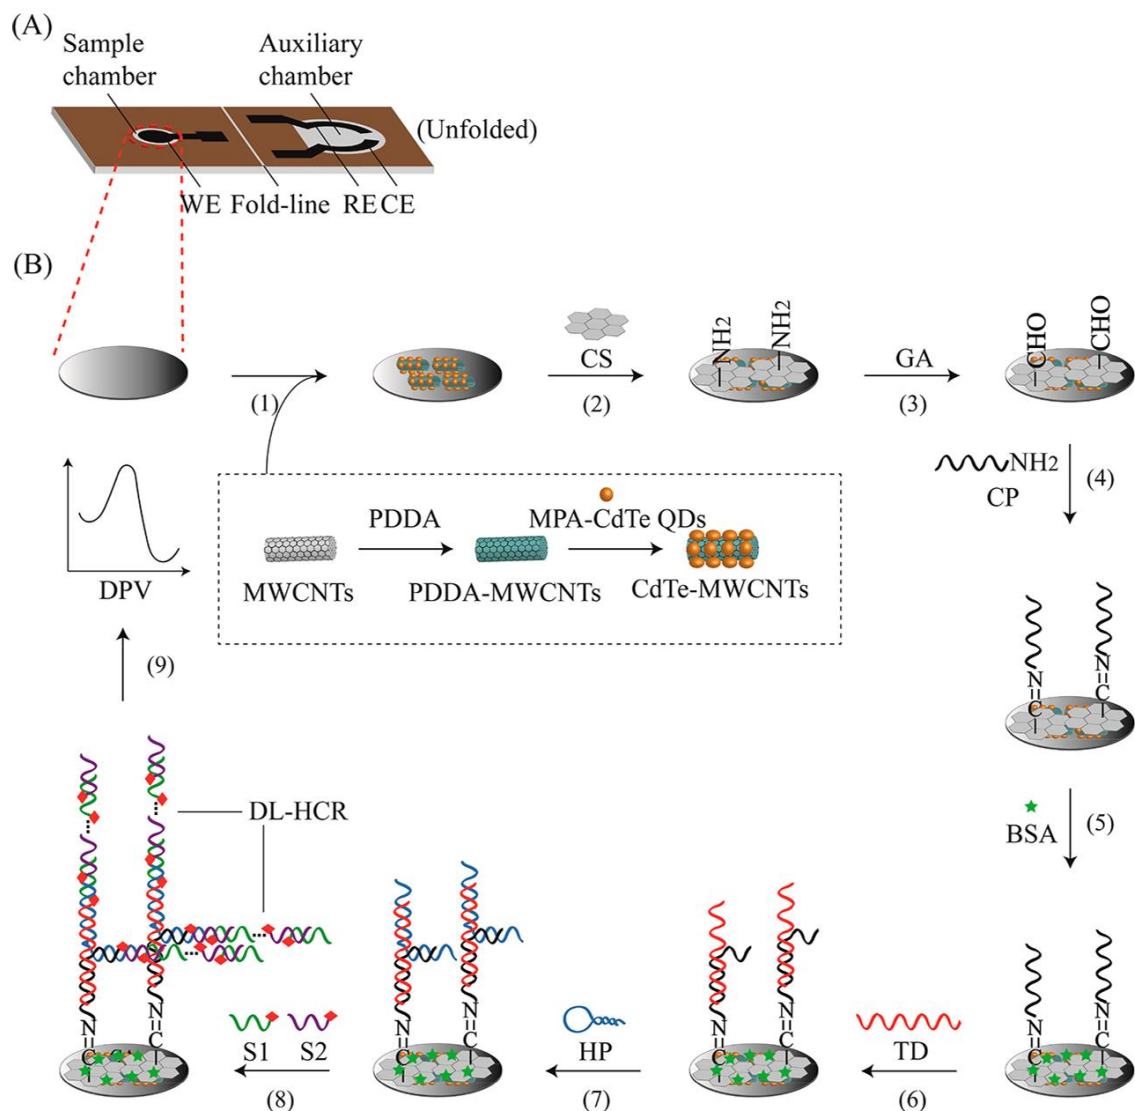 (A)
Sample
chamber
Auxiliary
chamber
(Unfolded)
WE
Fold-line
RE
CE
(B)
(1)
CS
(2)
NH2
NH2
GA
(3)
CHO
CHO
NH2
CP
(4)
DPV
PDDA
MPA-CdTe QDs
MWCNTs
PDDA-MWCNTs
CdTe-MWCNTs
N
C
N
C
(9)
BSA
(5)
DL-HCR
N
C
N
C
S1
S2
(8)
N
C
N
C
HP
(7)
N
C
N
C
TD
(6)
N
C
N
C